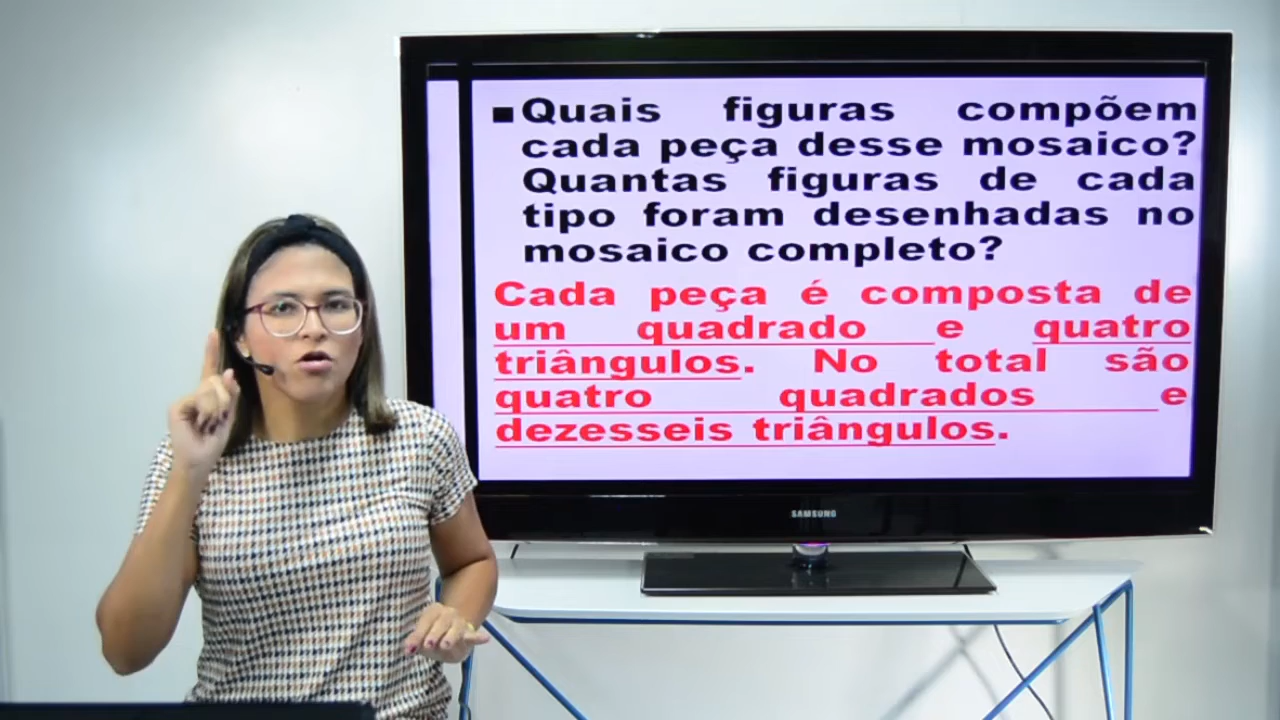 Quais figuras compõem
cada peça desse mosaico?
Quantas figuras de cada
tipo foram desenhadas no
mosaico completo?
Cada peça é composta de
um quadrado e quatro
triângulos. No total são
quatro quadrados e
dezesseis triângulos.
SAMSUNG